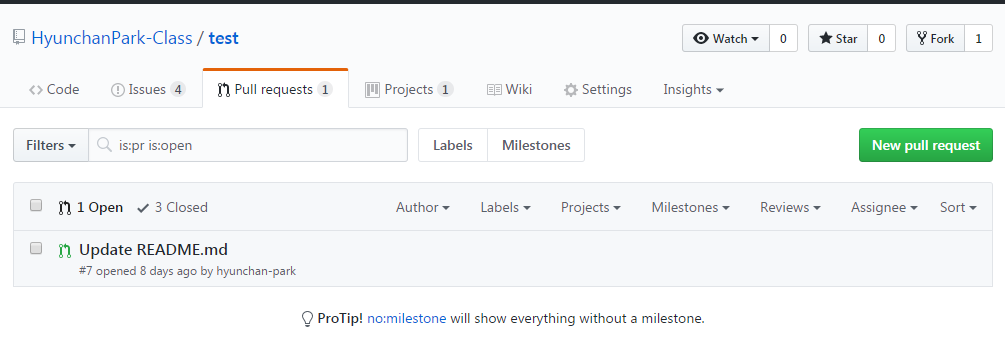 HyunchanPark-Class / test Watch 0 Star 0 Fork 1
Code Issues 4 Pull requests 1 Projects 1 Wiki Settings Insights
Filters is:pr is:open Labels Milestones New pull request
1 Open 3 Closed Author Labels Projects Milestones Reviews Assignee Sort
Update README.md
#7 opened 8 days ago by hyunchan-park
ProTip! no:milestone will show everything without a milestone.